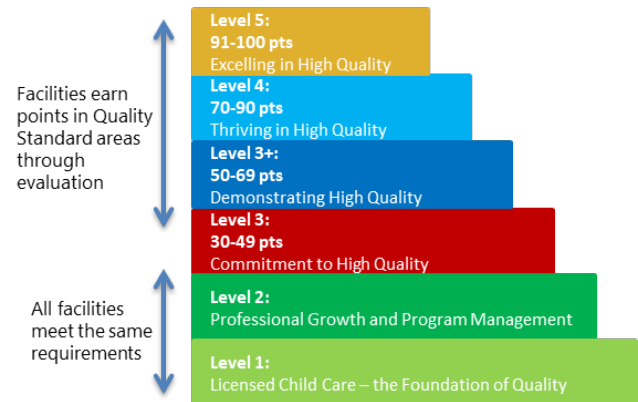 Level 5:
91-100 pts
Excelling in High Quality
Level 4:
70-90 pts
Thriving in High Quality
Level 3+:
50-69 pts
Demonstrating High Quality
Level 3:
30-49 pts
Commitment to High Quality
Level 2:
Professional Growth and Program Management
Level 1:
Licensed Child Care – the Foundation of Quality
Facilities earn
points in Quality
Standard areas
through
evaluation
All facilities
meet the same
requirements